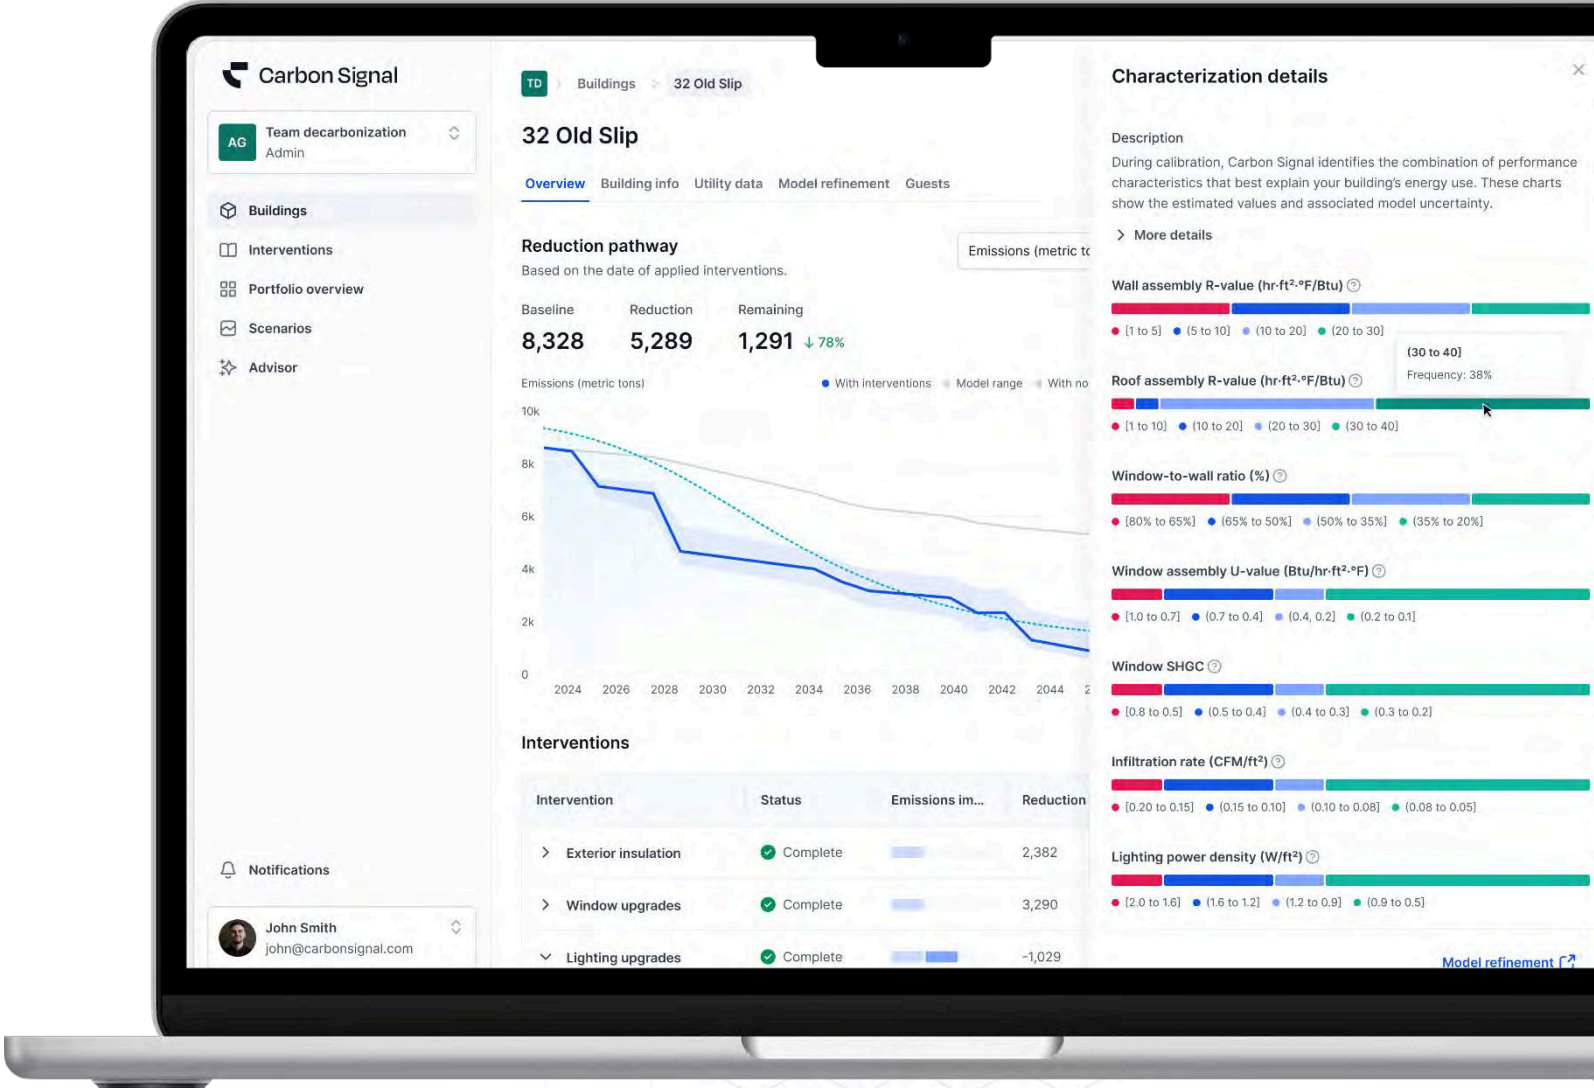 Carbon Signal
AG
Team decarbonization
Admin
Buildings
Interventions
Portfolio overview
Scenarios
Advisor
Notifications
John Smith
john@carbonsignal.com
TD
Buildings
32 Old Slip
32 Old Slip
Overview Building info Utility data Model refinement Guests
Reduction pathway
Based on the date of applied interventions.
Emissions (metric to
Baseline Reduction Remaining
8,328 5,289 1,291 ↓ 78%
Emissions (metric tons)
With interventions Model range With no
10k
8k
6k
4k
2k
0
2024 2026 2028 2030 2032 2034 2036 2038 2040 2042 2044 2
Interventions
Intervention Status Emissions im... Reduction
Exterior insulation Complete 2,382
Window upgrades Complete 3,290
Lighting upgrades Complete -1,029
Characterization details
Description
During calibration, Carbon Signal identifies the combination of performance
characteristics that best explain your building's energy use. These charts
show the estimated values and associated model uncertainty.
More details
Wall assembly R-value (hr·ft²·°F/Btu)
[1 to 5] (5 to 10] (10 to 20] (20 to 30]
(30 to 40]
Frequency: 38%
Roof assembly R-value (hr·ft²·°F/Btu)
[1 to 10] (10 to 20] (20 to 30] (30 to 40]
Window-to-wall ratio (%)
[80% to 65%] (65% to 50%] (50% to 35%] (35% to 20%]
Window assembly U-value (Btu/hr·ft²·°F)
[1.0 to 0.7] (0.7 to 0.4] (0.4, 0.2] (0.2 to 0.1]
Window SHGC
[0.8 to 0.5] (0.5 to 0.4] (0.4 to 0.3] (0.3 to 0.2]
Infiltration rate (CFM/ft²)
[0.20 to 0.15] (0.15 to 0.10] (0.10 to 0.08] (0.08 to 0.05]
Lighting power density (W/ft²)
[2.0 to 1.6] (1.6 to 1.2] (1.2 to 0.9] (0.9 to 0.5]
Model refinement